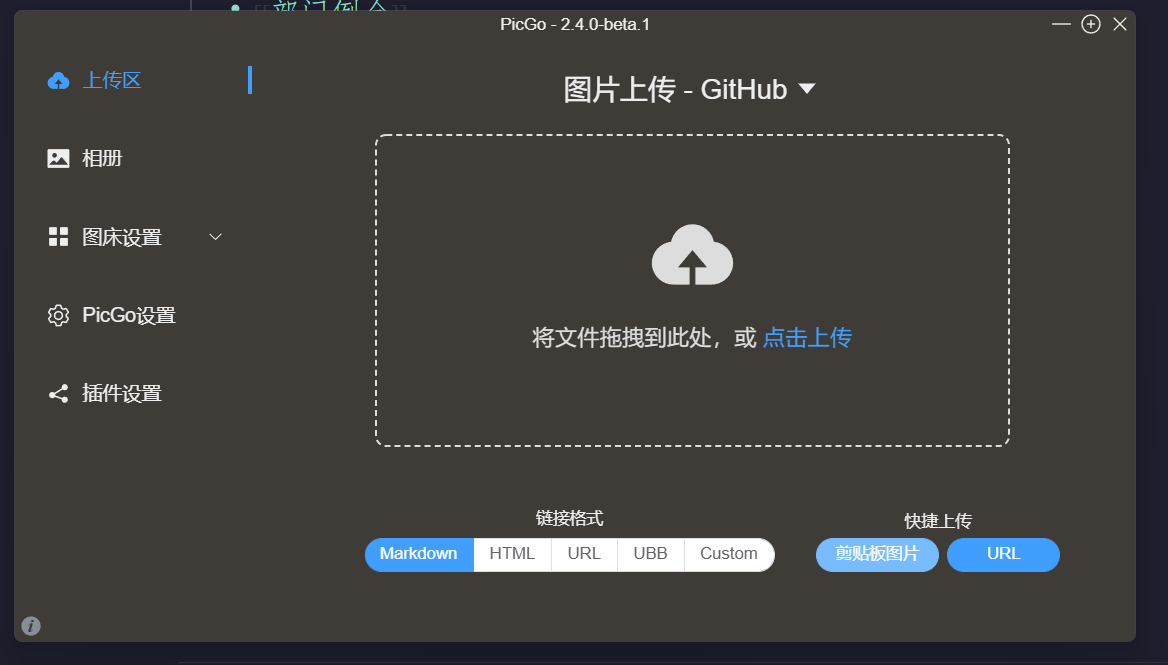 PicGo - 2.4.0-beta.1
上传区
图片上传 - GitHub
相册
图床设置
PicGo设置
将文件拖拽到此处，或 点击上传
插件设置
链接格式
快捷上传
Markdown HTML URL UBB Custom
剪贴板图片 URL